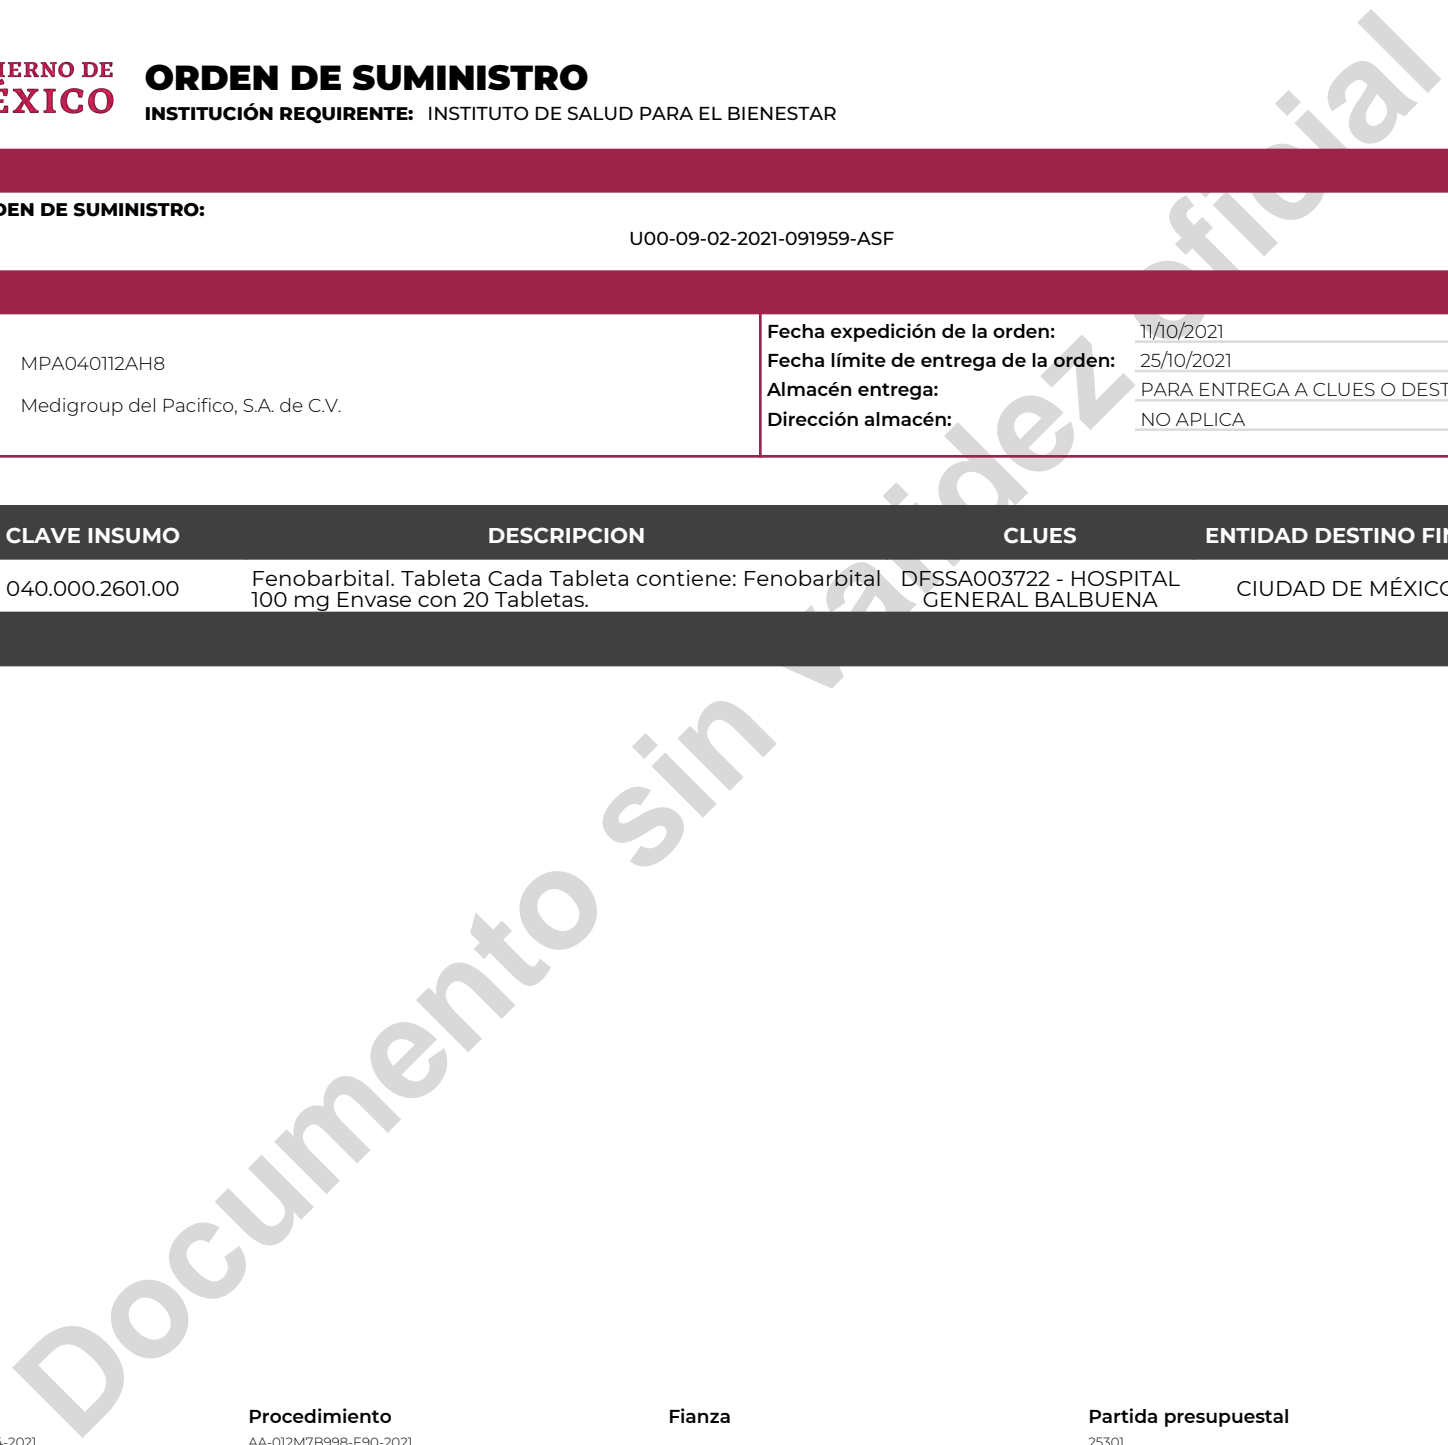 IERNO DE
ÉXICO
ORDEN DE SUMINISTRO
INSTITUCIÓN REQUIRENTE: INSTITUTO DE SALUD PARA EL BIENESTAR
DEN DE SUMINISTRO:
U00-09-02-2021-091959-ASF
MPA040112AH8
Medigroup del Pacifico, S.A. de C.V.
Fecha expedición de la orden: 11/10/2021
Fecha límite de entrega de la orden: 25/10/2021
Almacén entrega: PARA ENTREGA A CLUES O DEST
Dirección almacén: NO APLICA
CLAVE INSUMO DESCRIPCION CLUES ENTIDAD DESTINO FIN
040.000.2601.00 Fenobarbital. Tableta Cada Tableta contiene: Fenobarbital 100 mg Envase con 20 Tabletas. DFSSA003722 - HOSPITAL GENERAL BALBUENA CIUDAD DE MÉXICO
Documento sin validez oficial
Procedimiento Fianza Partida presupuestal
-2021 AA-012M7B998-E90-2021 25301